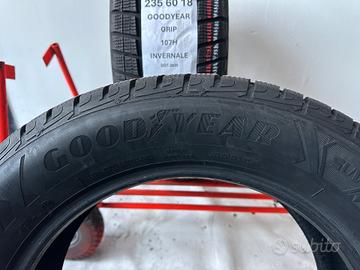 235 60 18
GOODYEAR
GRIP
107H
INVERNALE
GOODYEAR
subito